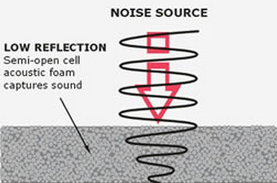 NOISE SOURCE
LOW REFLECTION
Semi-open cell
acoustic foam
captures sound